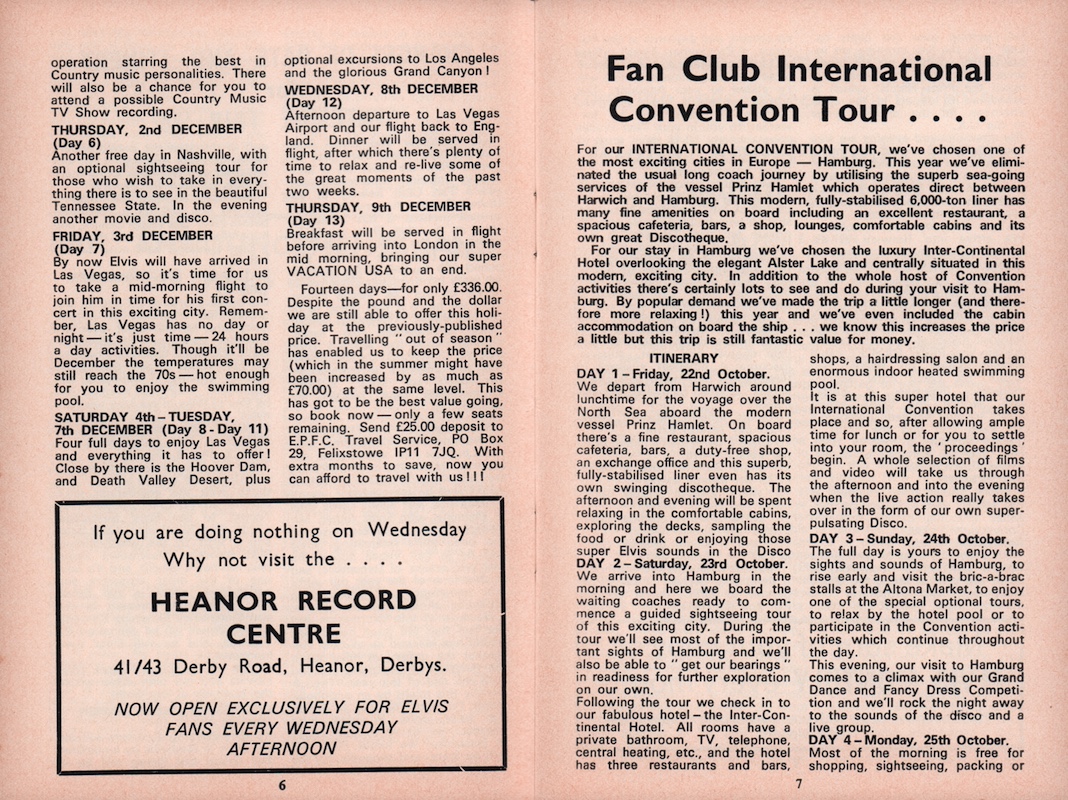 operation starring the best in
Country music personalities. There
will also be a chance for you to
attend a possible Country Music
TV Show recording.
THURSDAY, 2nd DECEMBER
(Day 6)
Another free day in Nashville, with
an optional sightseeing tour for
those who wish to take in every-
thing there is to see in the beautiful
Tennessee State. In the evening
another movie and disco.
FRIDAY, 3rd DECEMBER
(Day 7)
By now Elvis will have arrived in
Las Vegas, so it's time for us
to take a mid-morning flight to
join him in time for his first con-
cert in this exciting city. Remem-
ber, Las Vegas has no day or
night — it's just time — 24 hours
a day activities. Though it'll be
December the temperatures may
still reach the 70s — hot enough
for you to enjoy the swimming
pool.
SATURDAY 4th – TUESDAY,
7th DECEMBER (Day 8 - Day 11)
Four full days to enjoy Las Vegas
and everything it has to offer!
Close by there is the Hoover Dam,
and Death Valley Desert, plus
optional excursions to Los Angeles
and the glorious Grand Canyon!
WEDNESDAY, 8th DECEMBER
(Day 12)
Afternoon departure to Las Vegas
Airport and our flight back to Eng-
land. Dinner will be served in
flight, after which there's plenty of
time to relax and re-live some of
the great moments of the past
two weeks.
THURSDAY, 9th DECEMBER
(Day 13)
Breakfast will be served in flight
before arriving into London in the
mid morning, bringing our super
VACATION USA to an end.
Fourteen days—for only £336.00.
Despite the pound and the dollar
we are still able to offer this holi-
day at the previously-published
price. Travelling "out of season"
has enabled us to keep the price
(which in the summer might have
been increased by as much as
£70.00) at the same level. This
has got to be the best value going,
so book now — only a few seats
remaining. Send £25.00 deposit to
E.P.F.C. Travel Service, PO Box
29, Felixstowe IP11 7JQ. With
extra months to save, now you
can afford to travel with us!!!
If you are doing nothing on Wednesday
Why not visit the . . . .
HEANOR RECORD
CENTRE
41/43 Derby Road, Heanor, Derbys.
NOW OPEN EXCLUSIVELY FOR ELVIS
FANS EVERY WEDNESDAY
AFTERNOON
6
Fan Club International
Convention Tour . . . .
For our INTERNATIONAL CONVENTION TOUR, we've chosen one of
the most exciting cities in Europe — Hamburg. This year we've elimi-
nated the usual long coach journey by utilising the superb sea-going
services of the vessel Prinz Hamlet which operates direct between
Harwich and Hamburg. This modern, fully-stabilised 6,000-ton liner has
many fine amenities on board including an excellent restaurant, a
spacious cafeteria, bars, a shop, lounges, comfortable cabins and its
own great Discotheque.
For our stay in Hamburg we've chosen the luxury Inter-Continental
Hotel overlooking the elegant Alster Lake and centrally situated in this
modern, exciting city. In addition to the whole host of Convention
activities there's certainly lots to see and do during your visit to Ham-
burg. By popular demand we've made the trip a little longer (and there-
fore more relaxing!) this year and we've even included the cabin
accommodation on board the ship . . . we know this increases the price
a little but this trip is still fantastic value for money.
ITINERARY
DAY 1 – Friday, 22nd October.
We depart from Harwich around
lunchtime for the voyage over the
North Sea aboard the modern
vessel Prinz Hamlet. On board
there's a fine restaurant, spacious
cafeteria, bars, a duty-free shop,
an exchange office and this superb,
fully-stabilised liner even has its
own swinging discotheque. The
afternoon and evening will be spent
relaxing in the comfortable cabins,
exploring the decks, sampling the
food or drink or enjoying those
super Elvis sounds in the Disco
DAY 2 – Saturday, 23rd October.
We arrive into Hamburg in the
morning and here we board the
waiting coaches ready to com-
mence a guided sightseeing tour
of this exciting city. During the
tour we'll see most of the impor-
tant sights of Hamburg and we'll
also be able to "get our bearings"
in readiness for further exploration
on our own.
Following the tour we check in to
our fabulous hotel – the Inter-Con-
tinental Hotel. All rooms have a
private bathroom, TV, telephone,
central heating, etc., and the hotel
has three restaurants and bars,
shops, a hairdressing salon and an
enormous indoor heated swimming
pool.
It is at this super hotel that our
International Convention takes
place and so, after allowing ample
time for lunch or for you to settle
into your room, the 'proceedings'
begin. A whole selection of films
and video will take us through
the afternoon and into the evening
when the live action really takes
over in the form of our own super-
pulsating Disco.
DAY 3 – Sunday, 24th October.
The full day is yours to enjoy the
sights and sounds of Hamburg, to
rise early and visit the bric-a-brac
stalls at the Altona Market, to enjoy
one of the special optional tours,
to relax by the hotel pool or to
participate in the Convention acti-
vities which continue throughout
the day.
This evening, our visit to Hamburg
comes to a climax with our Grand
Dance and Fancy Dress Competi-
tion and we'll rock the night away
to the sounds of the disco and a
live group.
DAY 4 – Monday, 25th October.
Most of the morning is free for
shopping, sightseeing, packing or
7